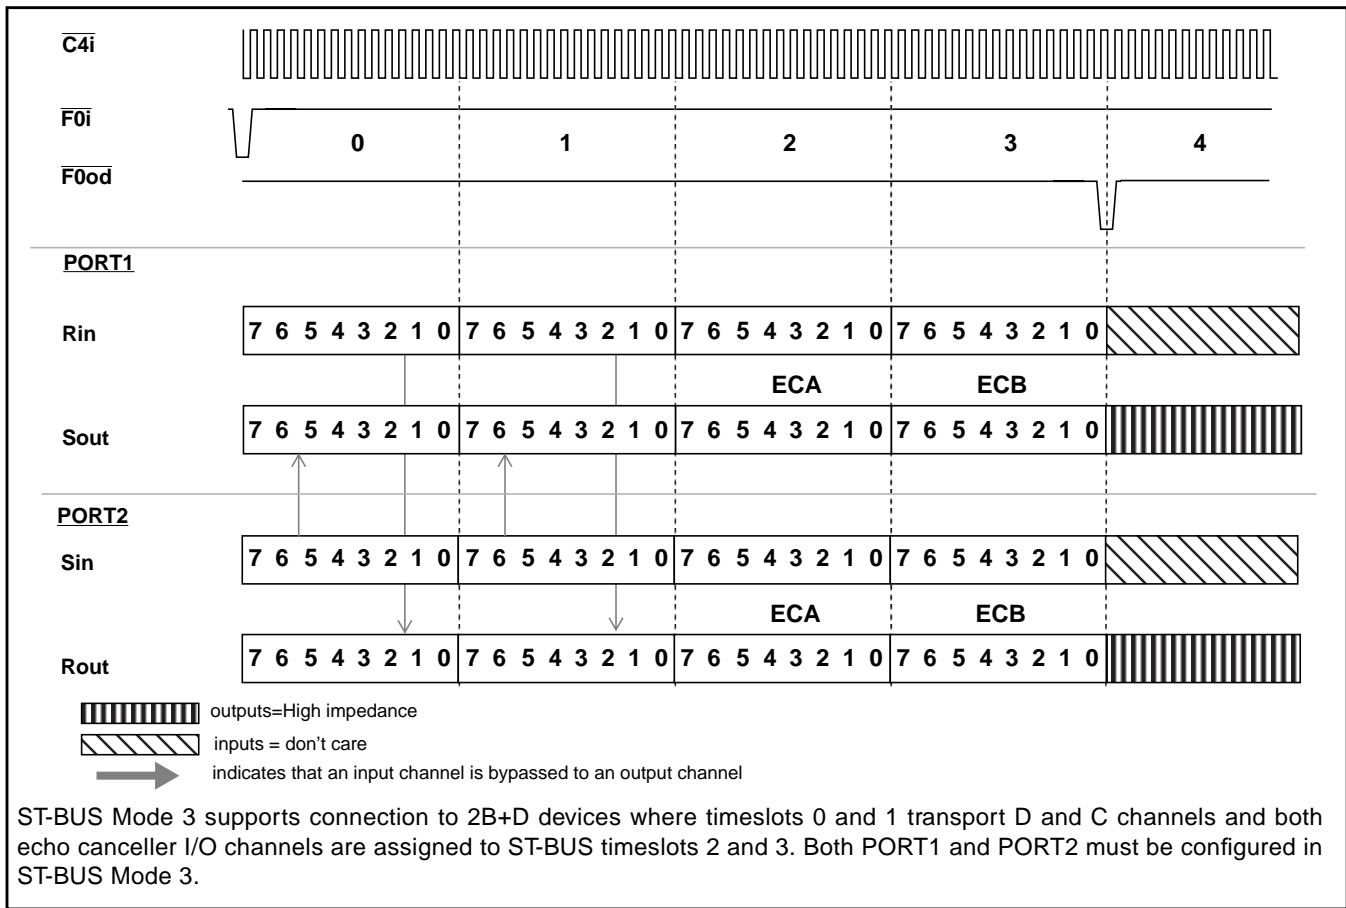 C4i
F0i
0 1 2 3 4
F0od
PORT1
Rin 7 6 5 4 3 2 1 0 7 6 5 4 3 2 1 0 7 6 5 4 3 2 1 0 7 6 5 4 3 2 1 0
ECA ECB
Sout 7 6 5 4 3 2 1 0 7 6 5 4 3 2 1 0 7 6 5 4 3 2 1 0 7 6 5 4 3 2 1 0
PORT2
Sin 7 6 5 4 3 2 1 0 7 6 5 4 3 2 1 0 7 6 5 4 3 2 1 0 7 6 5 4 3 2 1 0
ECA ECB
Rout 7 6 5 4 3 2 1 0 7 6 5 4 3 2 1 0 7 6 5 4 3 2 1 0 7 6 5 4 3 2 1 0
outputs=High impedance
inputs = don't care
indicates that an input channel is bypassed to an output channel
ST-BUS Mode 3 supports connection to 2B+D devices where timeslots 0 and 1 transport D and C channels and both
echo canceller I/O channels are assigned to ST-BUS timeslots 2 and 3. Both PORT1 and PORT2 must be configured in
ST-BUS Mode 3.